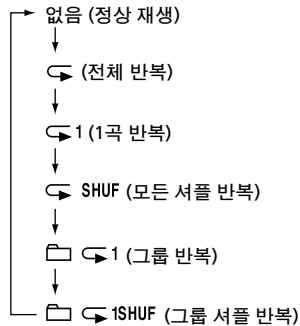 없음 (정상 재생)
(전체 반복)
1 (1곡 반복)
SHUF (모든 셔플 반복)
1 (그룹 반복)
1SHUF (그룹 셔플 반복)